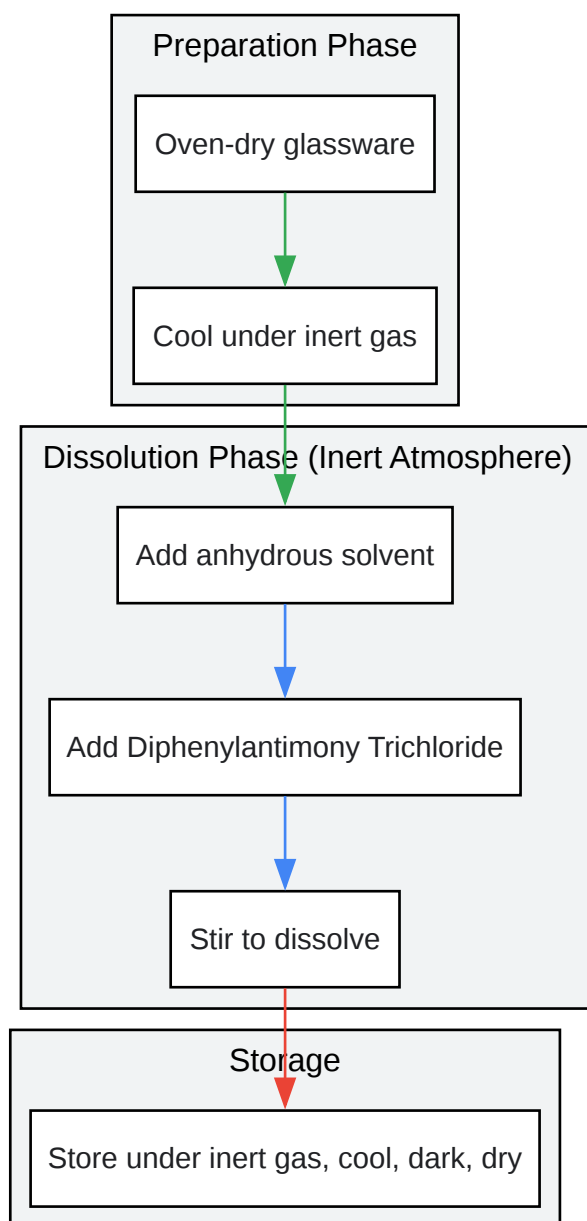 Preparation Phase
Oven-dry glassware
Cool under inert gas
Dissolution Phase (Inert Atmosphere)
Add anhydrous solvent
Add Diphenylantimony Trichloride
Stir to dissolve
Storage
Store under inert gas, cool, dark, dry